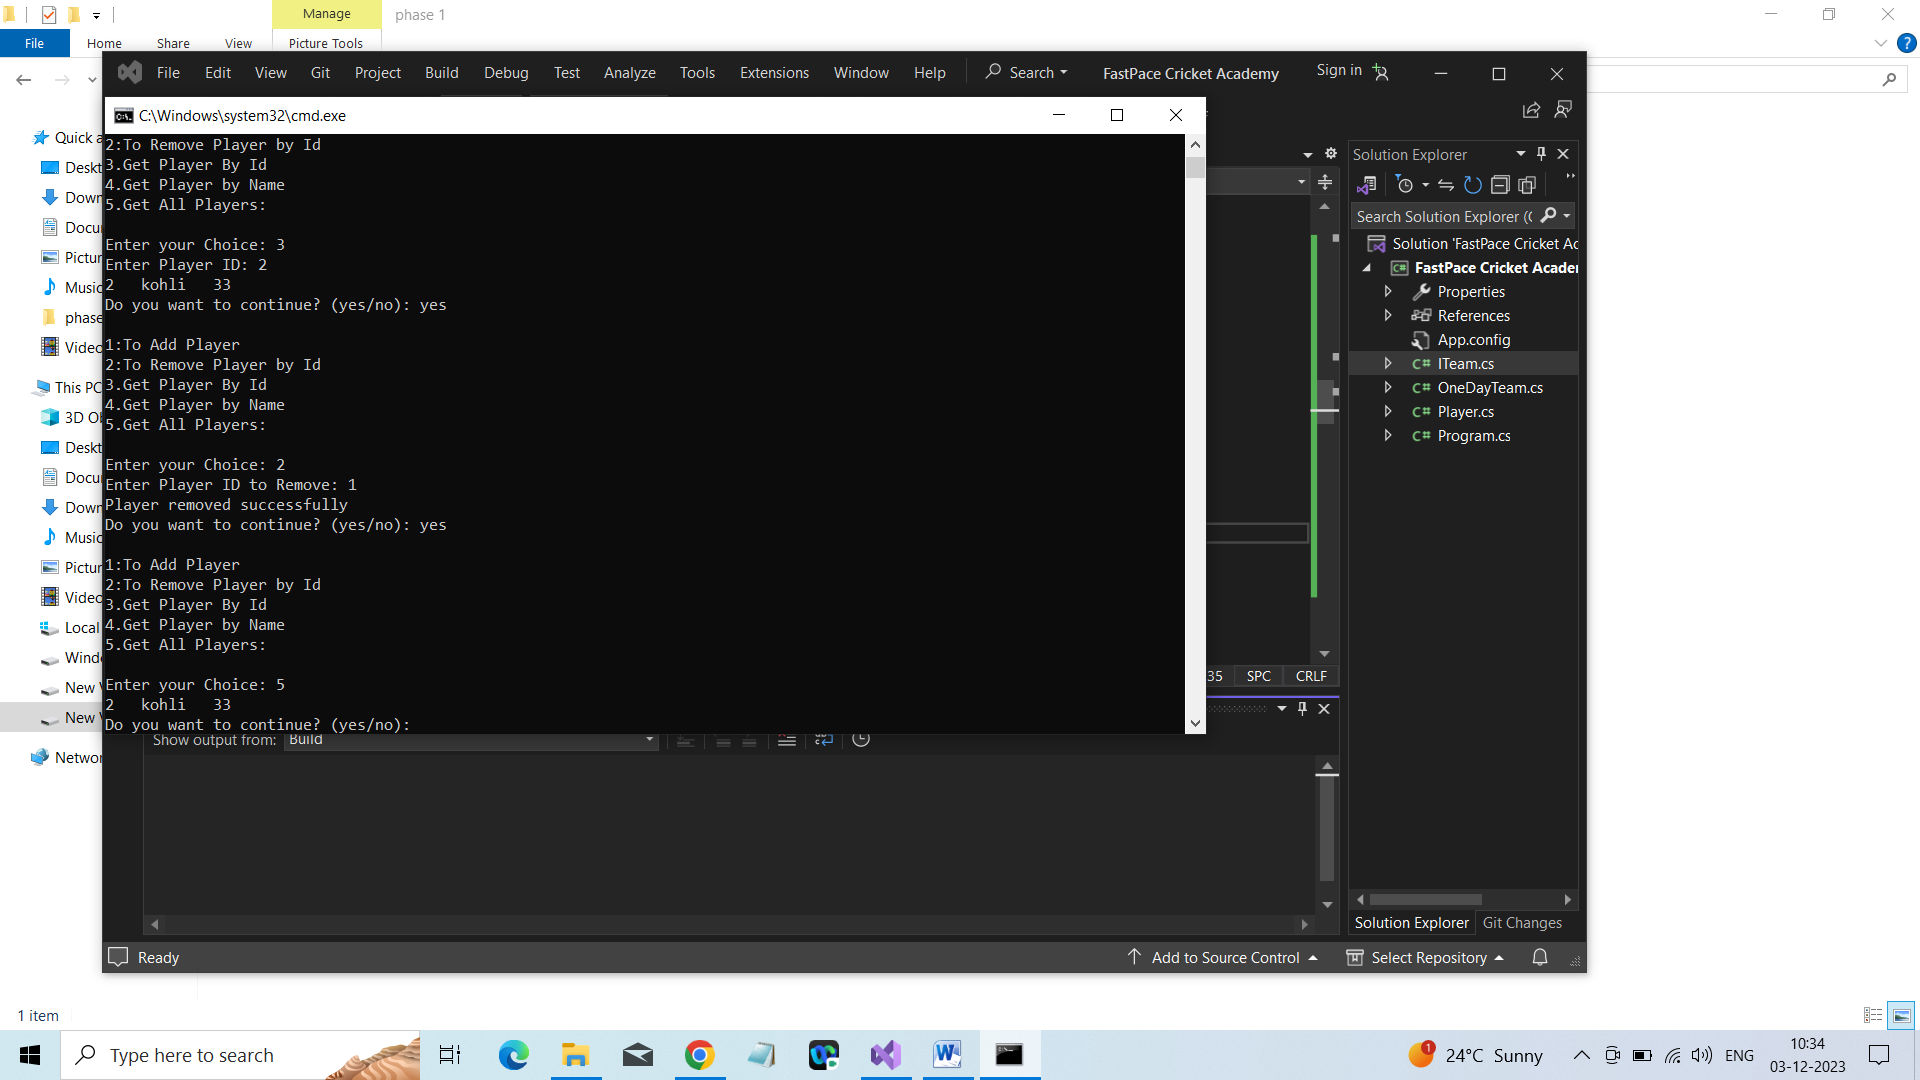 Manage
phase 1
File Home Share View Picture Tools
File Edit View Git Project Build Debug Test Analyze Tools Extensions Window Help Search FastPace Cricket Academy Sign in
C:\Windows\system32\cmd.exe
2:To Remove Player by Id
3.Get Player By Id
4.Get Player by Name
5.Get All Players:
Enter your Choice: 3
Enter Player ID: 2
2 kohli 33
Do you want to continue? (yes/no): yes
1:To Add Player
2:To Remove Player by Id
3.Get Player By Id
4.Get Player by Name
5.Get All Players:
Enter your Choice: 2
Enter Player ID to Remove: 1
Player removed successfully
Do you want to continue? (yes/no): yes
1:To Add Player
2:To Remove Player by Id
3.Get Player By Id
4.Get Player by Name
5.Get All Players:
Enter your Choice: 5
2 kohli 33
Do you want to continue? (yes/no):
Quick a
Deskt
Down
Docu
Pictur
Music
phase
Videc
This PC
3D Ob
Deskt
Docu
Down
Music
Pictur
Videc
Local
Windo
New V
New V
Networ
Solution Explorer
Search Solution Explorer (C
Solution 'FastPace Cricket Ac
FastPace Cricket Acader
Properties
References
App.config
C# ITeam.cs
C# OneDayTeam.cs
C# Player.cs
C# Program.cs
35 SPC CRLF
Show output from: Build
Solution Explorer Git Changes
Ready Add to Source Control Select Repository
1 item
Type here to search
1 24°C Sunny ENG 10:34
03-12-2023